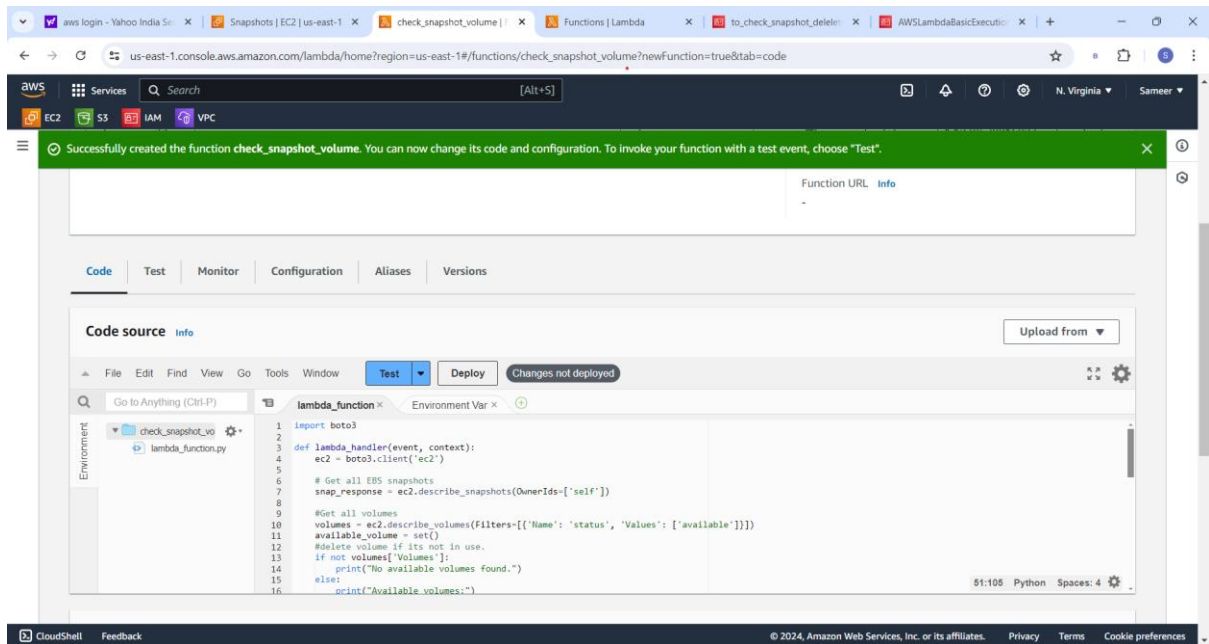 aws login - Yahoo India Se
Snapshots | EC2 | us-east-1
check_snapshot_volume | F
Functions | Lambda
to_check_snapshot_delelet
AWSLambdaBasicExecution
us-east-1.console.aws.amazon.com/lambda/home?region=us-east-1#/functions/check_snapshot_volume?newFunction=true&tab=code
S
aws Services Search [Alt+S] N. Virginia ▼ Sameer ▼
EC2 S3 IAM VPC
Successfully created the function check_snapshot_volume. You can now change its code and configuration. To invoke your function with a test event, choose "Test".
Function URL Info
-
Code Test Monitor Configuration Aliases Versions
Code source Info
Upload from ▼
File Edit Find View Go Tools Window Test Deploy Changes not deployed
Go to Anything (Ctrl-P) lambda_function × Environment Var ×
Environment
check_snapshot_vo
lambda_function.py
1 import boto3
2
3 def lambda_handler(event, context):
4 ec2 = boto3.client('ec2')
5
6 # Get all EBS snapshots
7 snap_response = ec2.describe_snapshots(OwnerIds=['self'])
8
9 #Get all volumes
10 volumes = ec2.describe_volumes(Filters=[{'Name': 'status', 'Values': ['available']}])
11 available_volume = set()
12 #delete volume if its not in use.
13 if not volumes['Volumes']:
14 print("No available volumes found.")
15 else:
16 print("Available volumes:")
51:105 Python Spaces: 4
CloudShell Feedback © 2024, Amazon Web Services, Inc. or its affiliates. Privacy Terms Cookie preferences